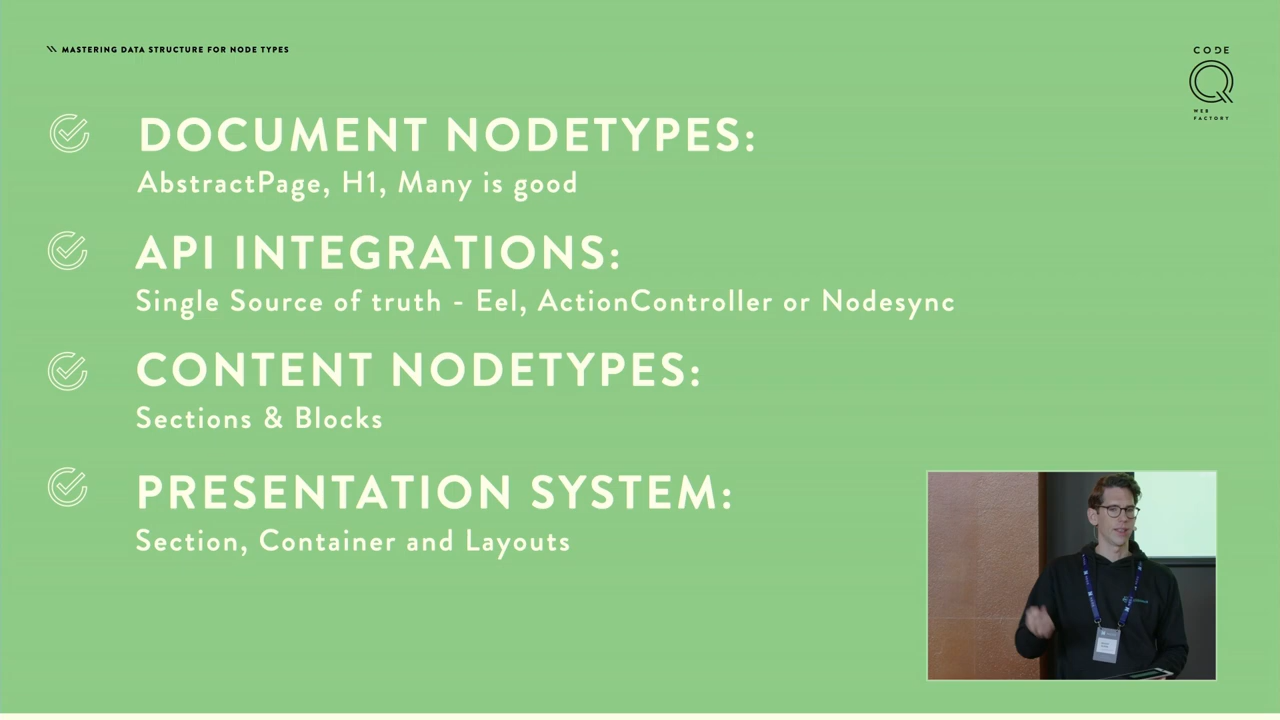 \\ MASTERING DATA STRUCTURE FOR NODE TYPES
CODE
Q
WEB
FACTORY
DOCUMENT NODETYPES:
AbstractPage, H1, Many is good
API INTEGRATIONS:
Single Source of truth - Eel, ActionController or Nodesync
CONTENT NODETYPES:
Sections & Blocks
PRESENTATION SYSTEM:
Section, Container and Layouts